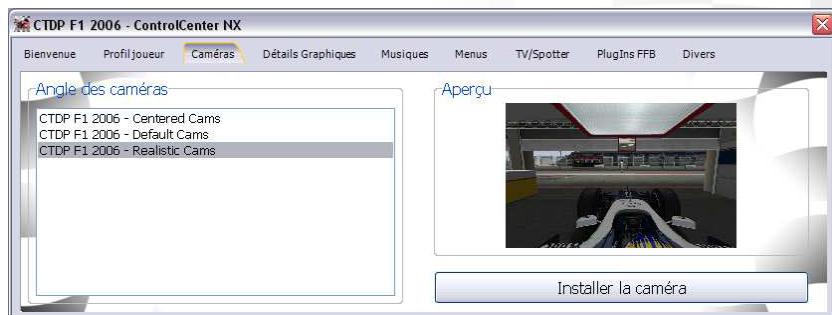 CTDP F1 2006 - ControlCenter NX
Bienvenue Profil joueur Caméras Détails Graphiques Musiques Menus TV/Spotter PlugIns FFB Divers
Angle des caméras
CTDP F1 2006 - Centered Cams
CTDP F1 2006 - Default Cams
CTDP F1 2006 - Realistic Cams
Aperçu
Installer la caméra